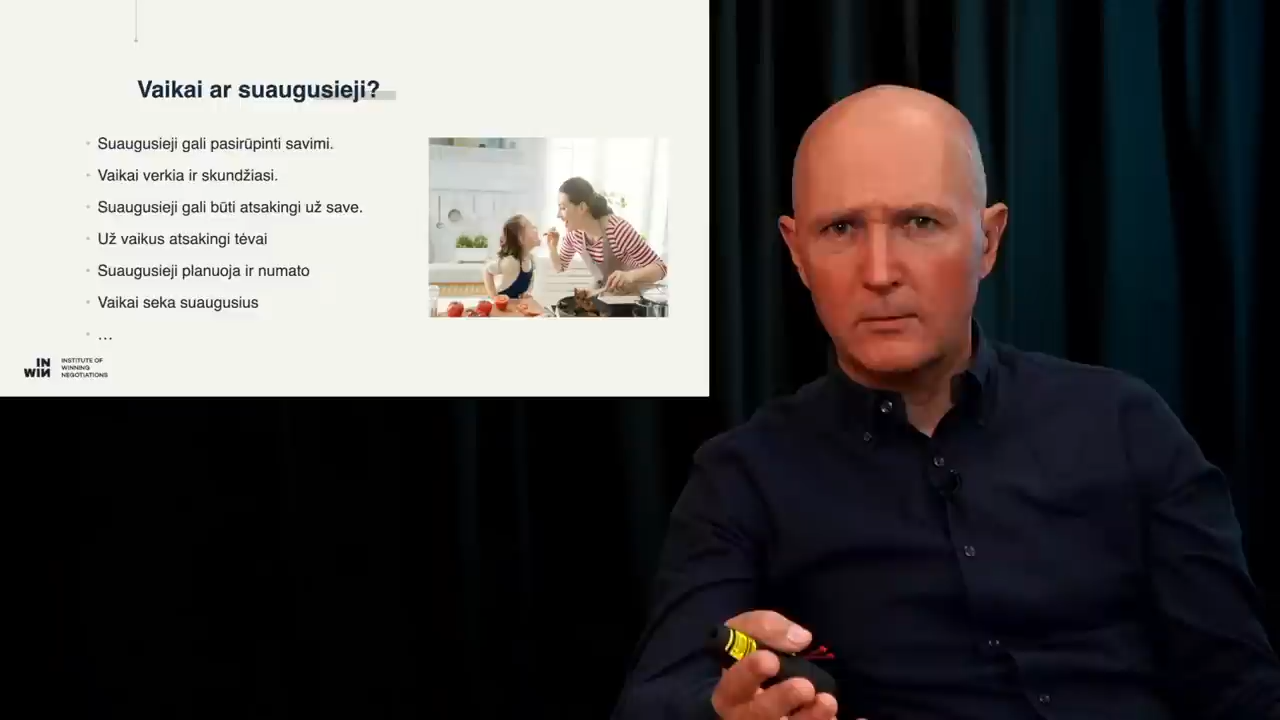 Vaikai ar suaugusieji?
Suaugusieji gali pasirūpinti savimi.
Vaikai verkia ir skundžiasi.
Suaugusieji gali būti atsakingi už save.
Už vaikus atsakingi tėvai
Suaugusieji planuoja ir numato
Vaikai seka suaugusius
...
IN
WIN
INSTITUTE OF
WINNING
NEGOTIATIONS